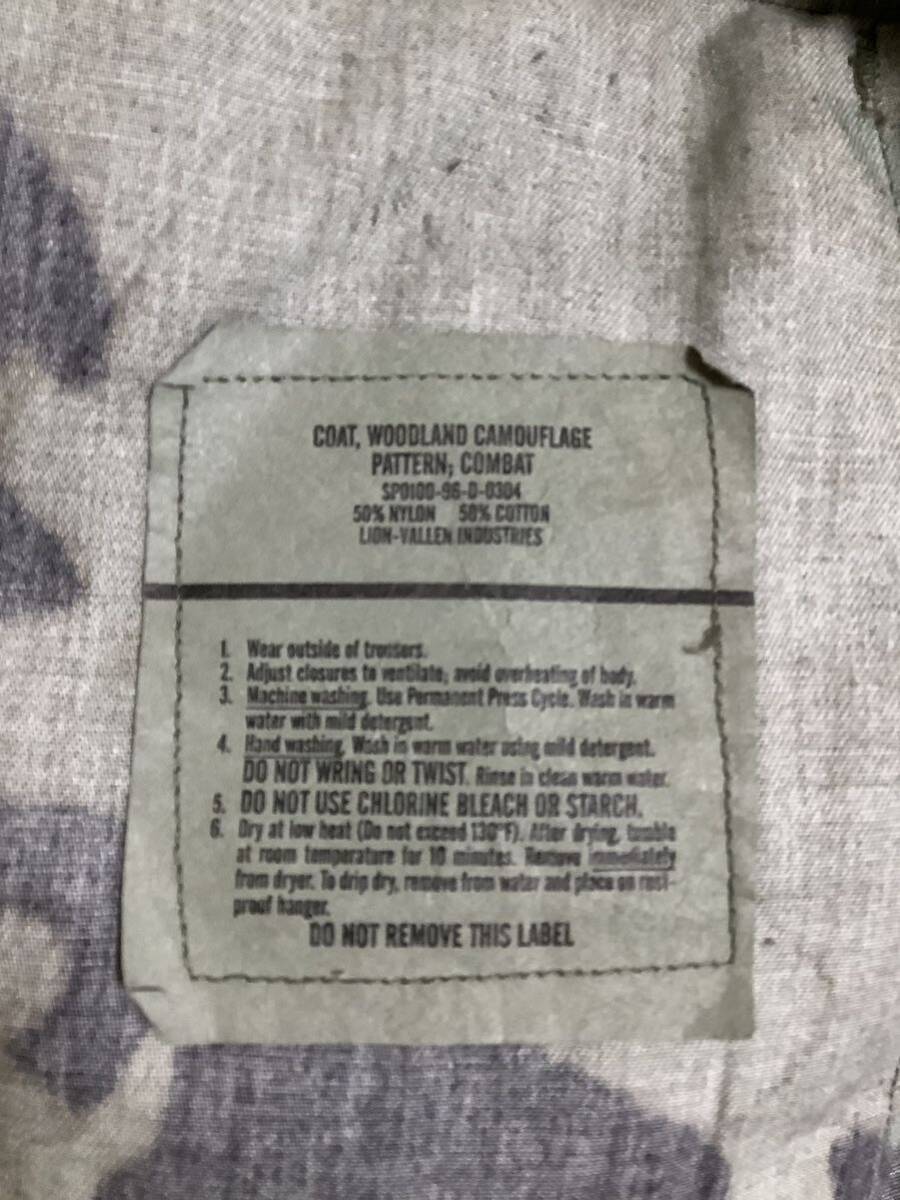 COAT, WOODLAND CAMOUFLAGE
PATTERN; COMBAT
SPO100-96-D-0304
50% NYLON 50% COTTON
LION-VALLEN INDUSTRIES
1. Wear outside of trousers.
2. Adjust closures to ventilate; avoid overheating of body.
3. Machine washing. Use Permanent Press Cycle. Wash in warm
water with mild detergent.
4. Hand washing. Wash in warm water using mild detergent.
DO NOT WRING OR TWIST. Rinse in clean warm water.
5. DO NOT USE CHLORINE BLEACH OR STARCH.
6. Dry at low heat (Do not exceed 130°F). After drying, tumble
at room temperature for 10 minutes. Remove immediately
from dryer. To drip dry, remove from water and place on rust-
proof hanger.
DO NOT REMOVE THIS LABEL